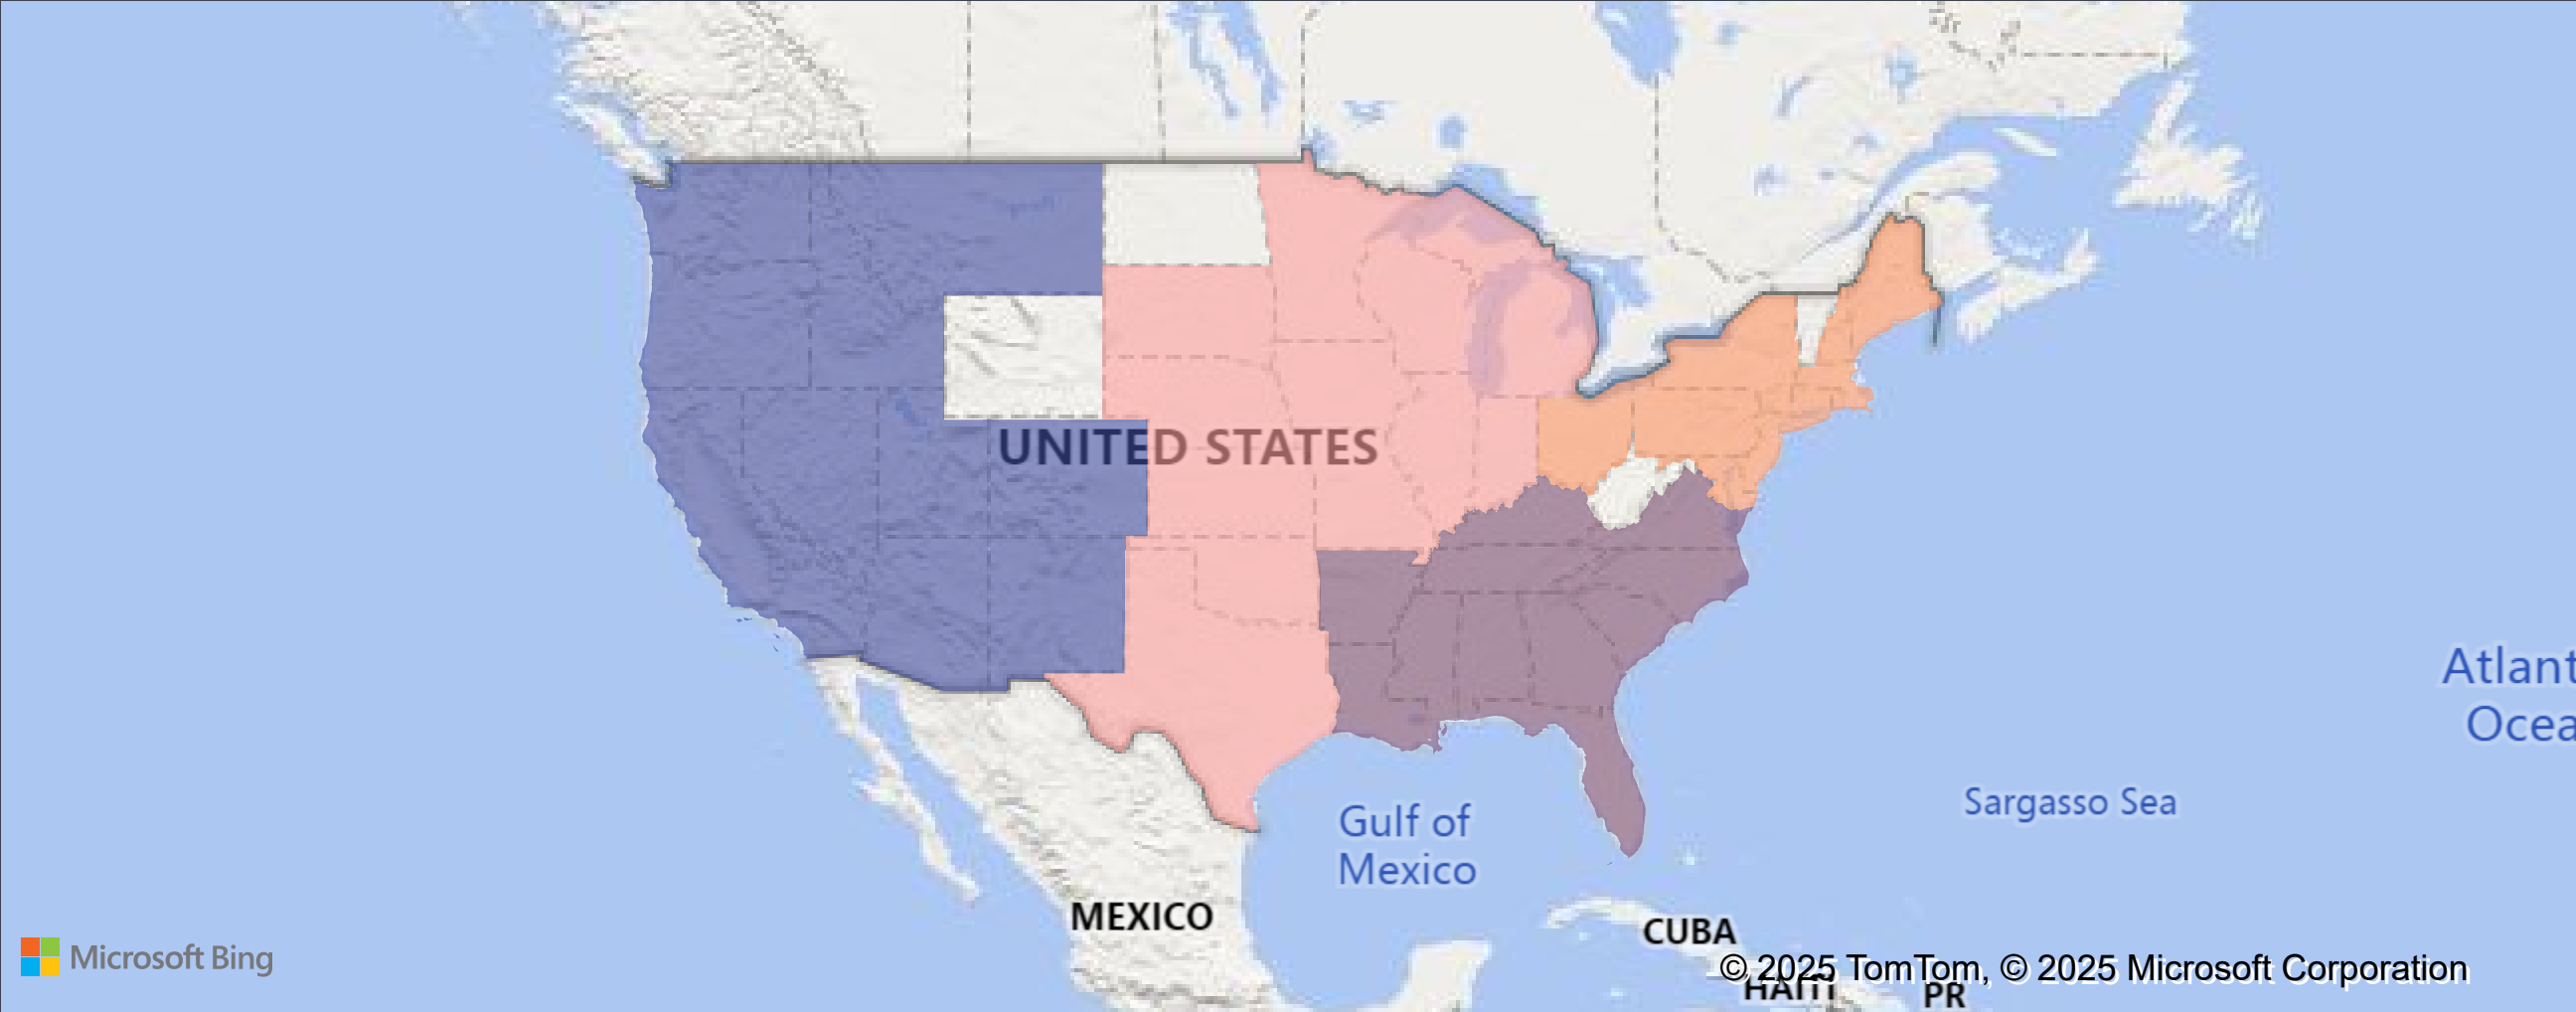 UNITED STATES
Atlant
Ocea
Sargasso Sea
Gulf of
Mexico
MEXICO
CUBA
Microsoft Bing
© 2025 TomTom, © 2025 Microsoft Corporation
HAITI
PR